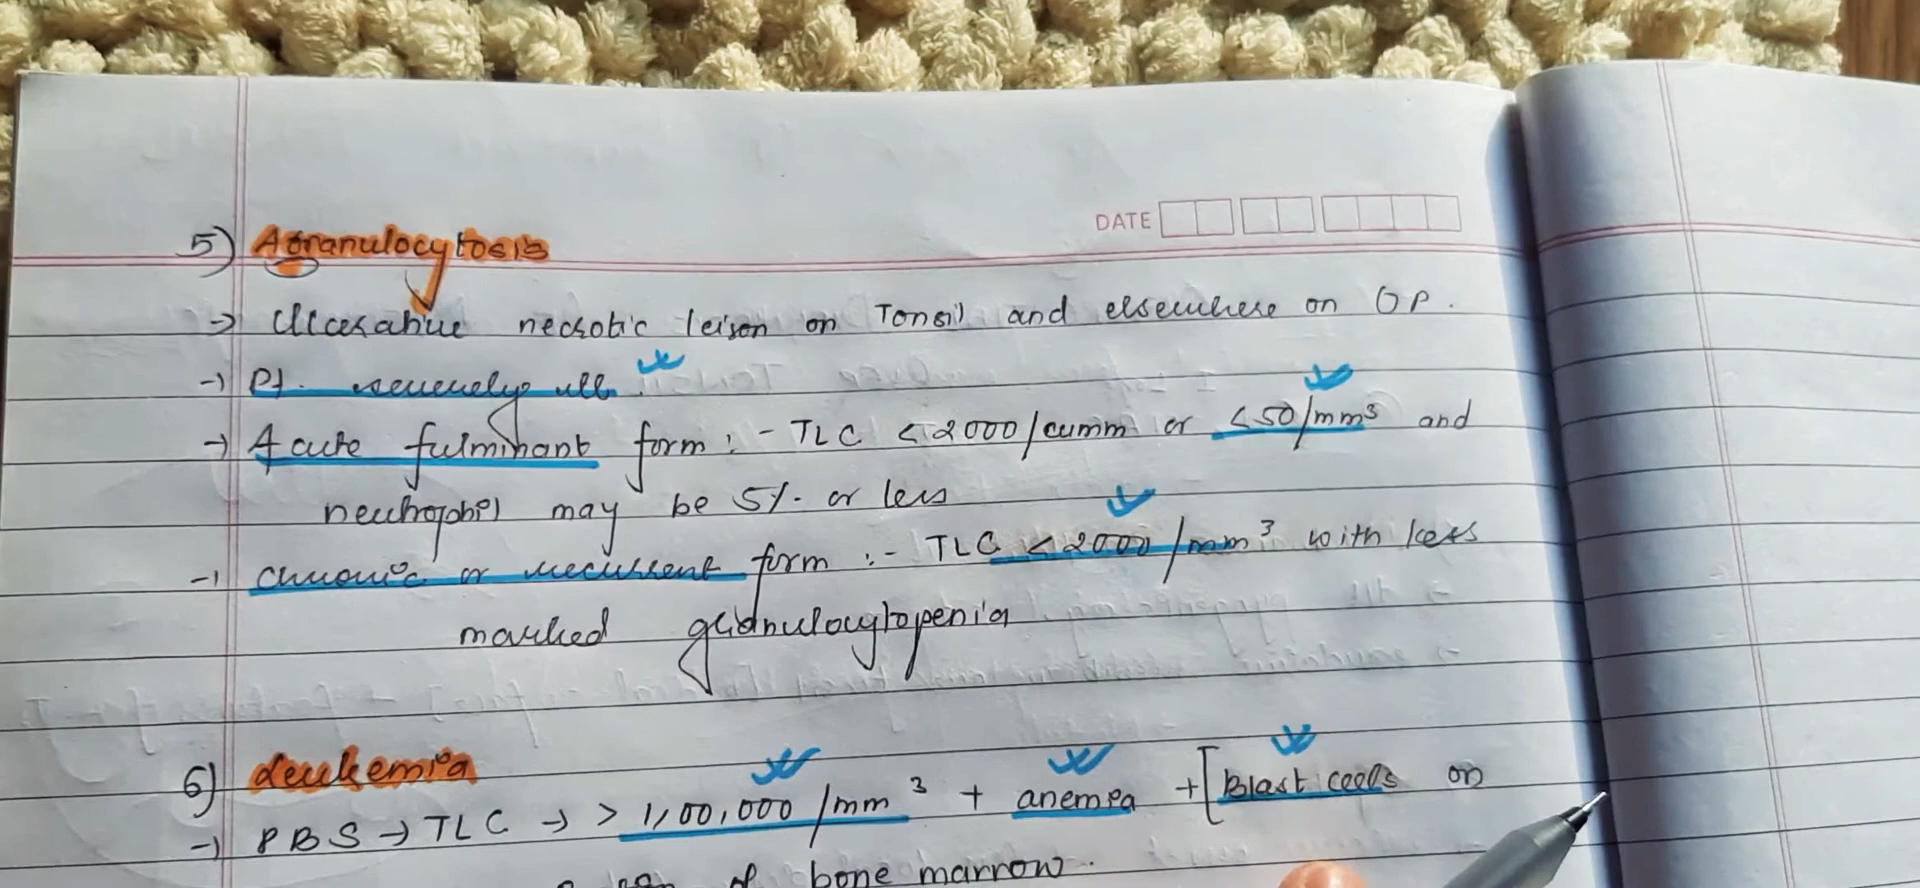 DATE
5) Agranulocytosis
→ Ulcerative necrotic leison on Tonsil and elsewhere on OP.
→ Pt. severely ill.
→ Acute fulminant form :- TLC < 2000/cumm or <50/mm³ and
neutrophil may be 5% or less
→ Chronic or recurrent form :- TLC < 2000/mm³ with less
marked granulocytopenia
6) Leukemia
→ PBS → TLC → > 1,00,000/mm³ + anemia + [Blast cells on
of bone marrow.